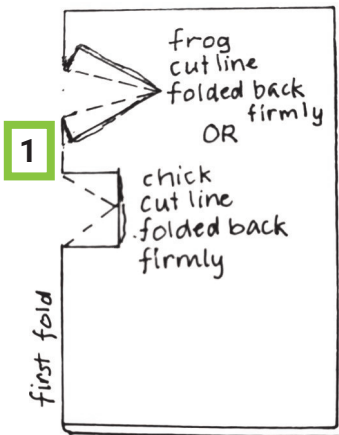 frog
cut line
folded back
firmly
OR
1
chick
cut line
folded back
firmly
first fold